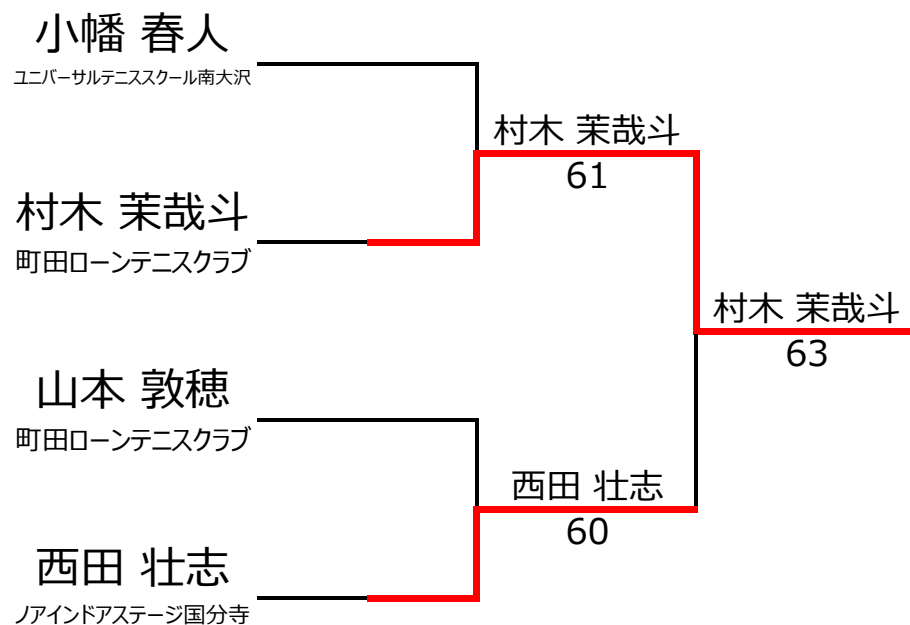 小幡 春人
ユニバーサルテニススクール南大沢
村木 茉哉斗
61
村木 茉哉斗
町田ローンテニスクラブ
村木 茉哉斗
63
山本 敦穂
町田ローンテニスクラブ
西田 壮志
60
西田 壮志
ノアインドアステージ国分寺